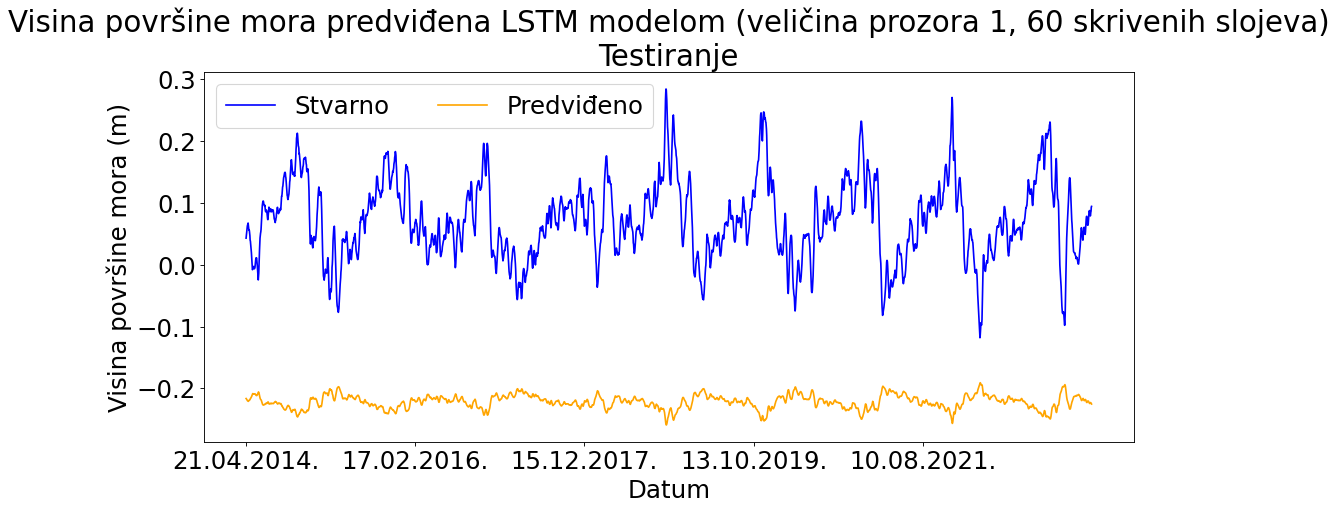 Visina površine mora predviđena LSTM modelom (veličina prozora 1, 60 skrivenih slojeva)
Testiranje
Stvarno
Predviđeno
Visina površine mora (m)
0.3
0.2
0.1
0.0
−0.1
−0.2
21.04.2014.
17.02.2016.
15.12.2017.
13.10.2019.
10.08.2021.
Datum